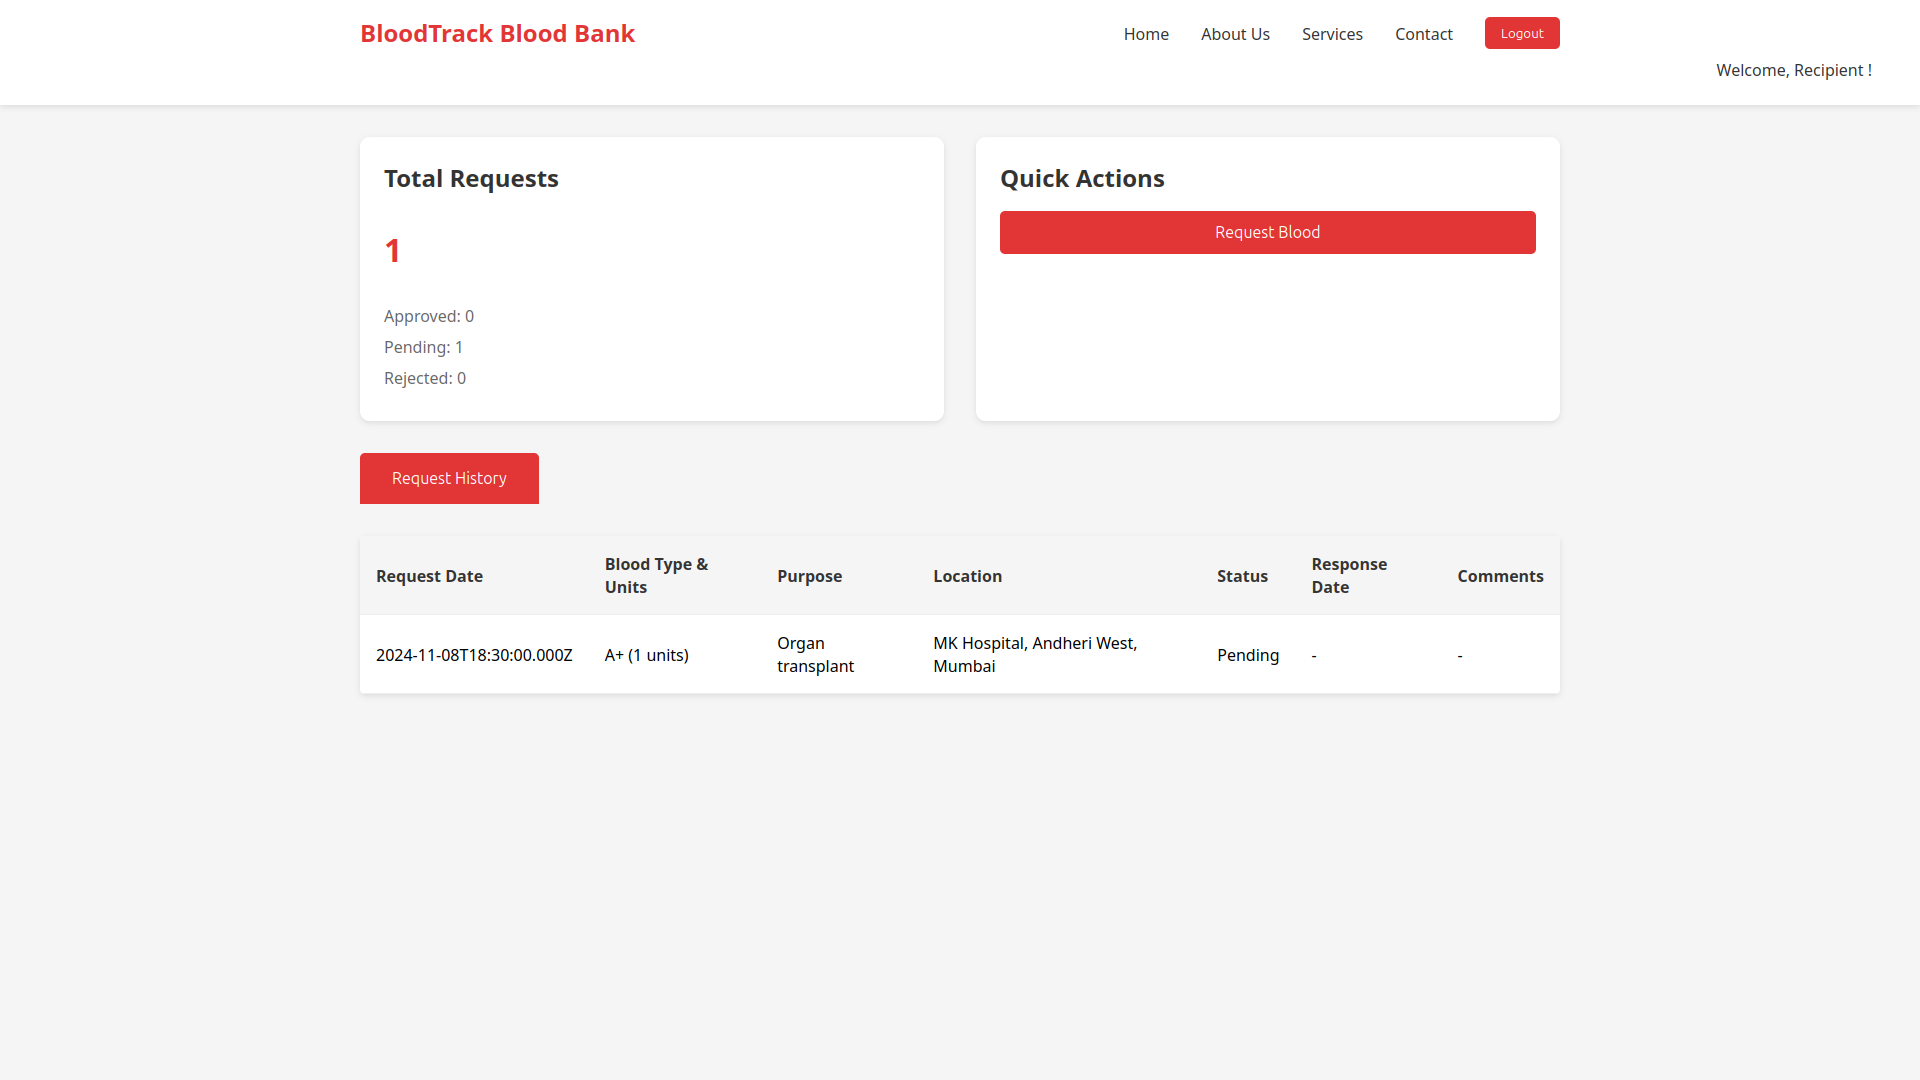 BloodTrack Blood Bank
Home About Us Services Contact Logout
Welcome, Recipient !
Total Requests
1
Approved: 0
Pending: 1
Rejected: 0
Quick Actions
Request Blood
Request History
Request Date Blood Type & Units Purpose Location Status Response Date Comments
2024-11-08T18:30:00.000Z A+ (1 units) Organ transplant MK Hospital, Andheri West, Mumbai Pending - -